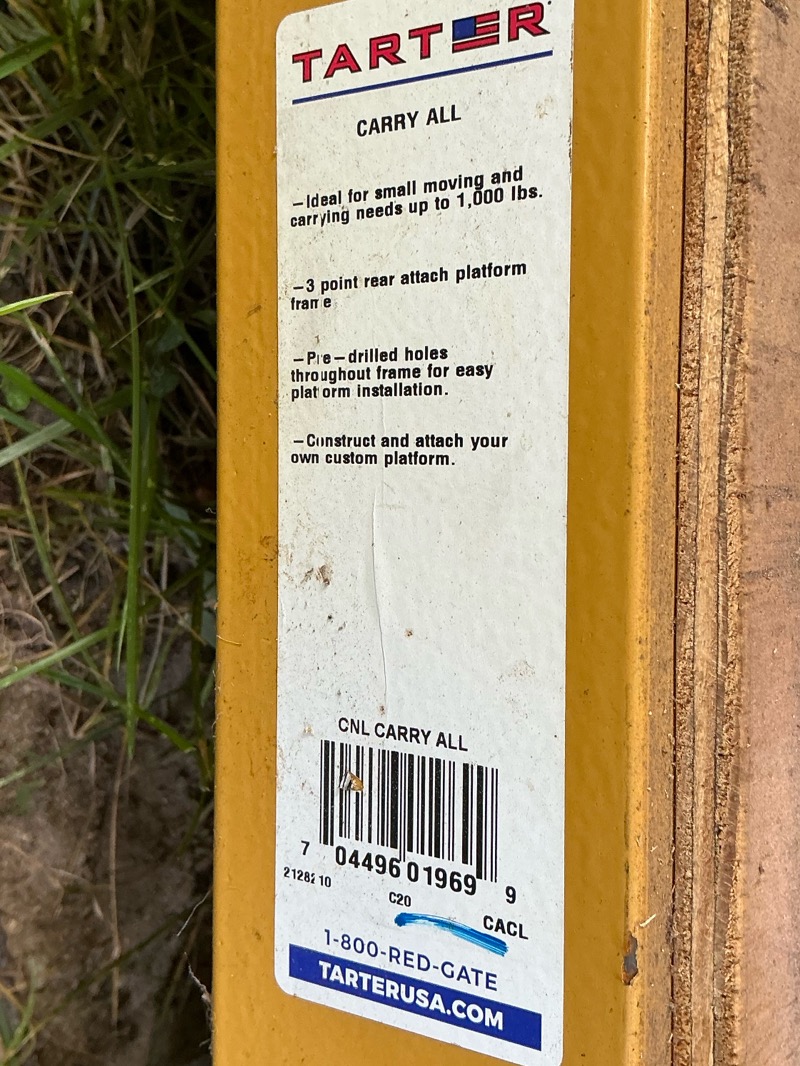 TARTER
CARRY ALL
–Ideal for small moving and
carrying needs up to 1,000 lbs.
–3 point rear attach platform
frame
–Pre–drilled holes
throughout frame for easy
platform installation.
–Construct and attach your
own custom platform.
CNL CARRY ALL
7 04496 01969 9
2128210
C20
CACL
1-800-RED-GATE
TARTERUSA.COM